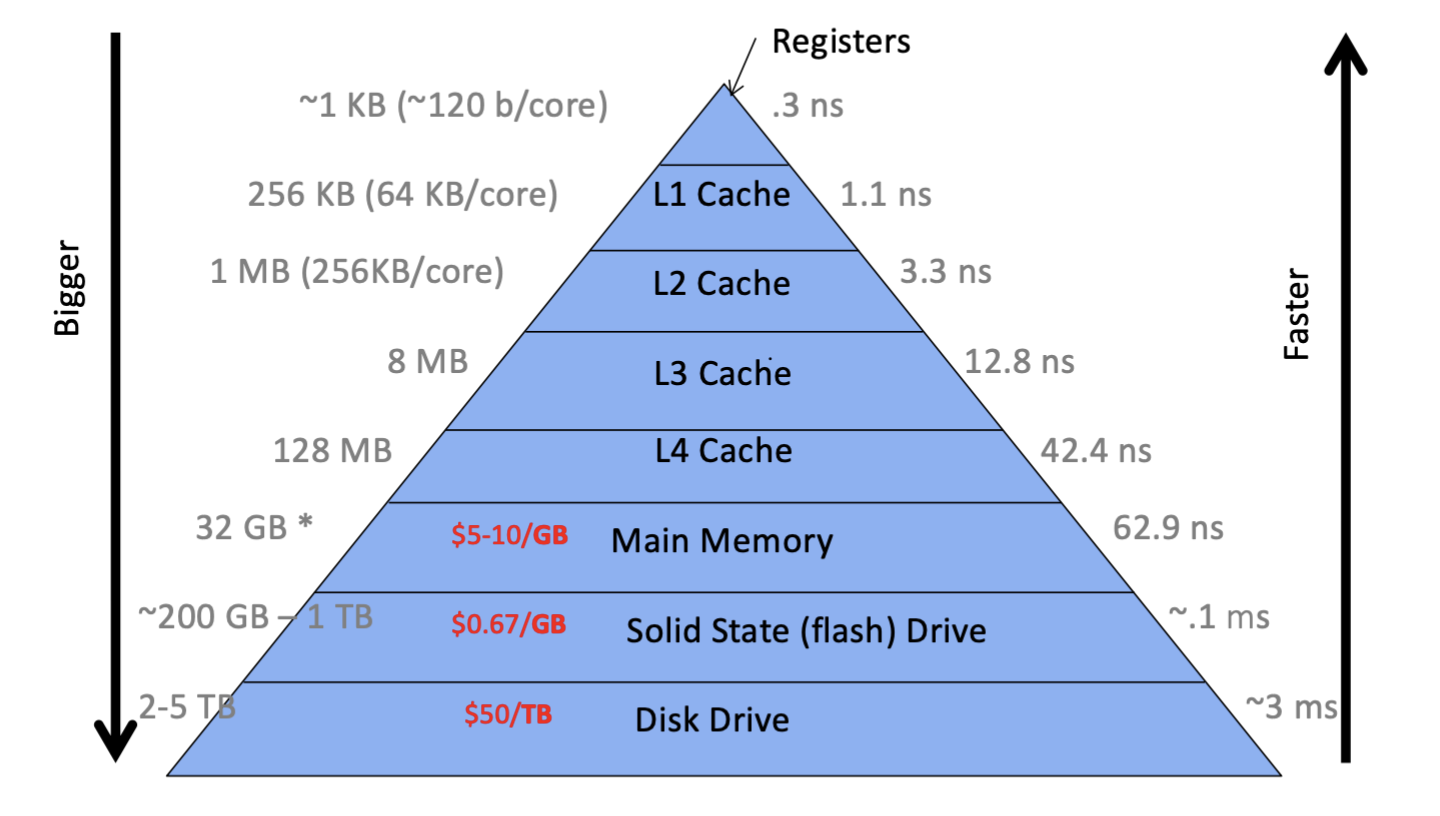 Registers
~1 KB (~120 b/core)
.3 ns
256 KB (64 KB/core)
L1 Cache
1.1 ns
1 MB (256KB/core)
L2 Cache
3.3 ns
Bigger
Faster
8 MB
L3 Cache
12.8 ns
128 MB
L4 Cache
42.4 ns
32 GB *
$5-10/GB
Main Memory
62.9 ns
~200 GB – 1 TB
$0.67/GB
Solid State (flash) Drive
~.1 ms
2-5 TB
$50/TB
Disk Drive
~3 ms